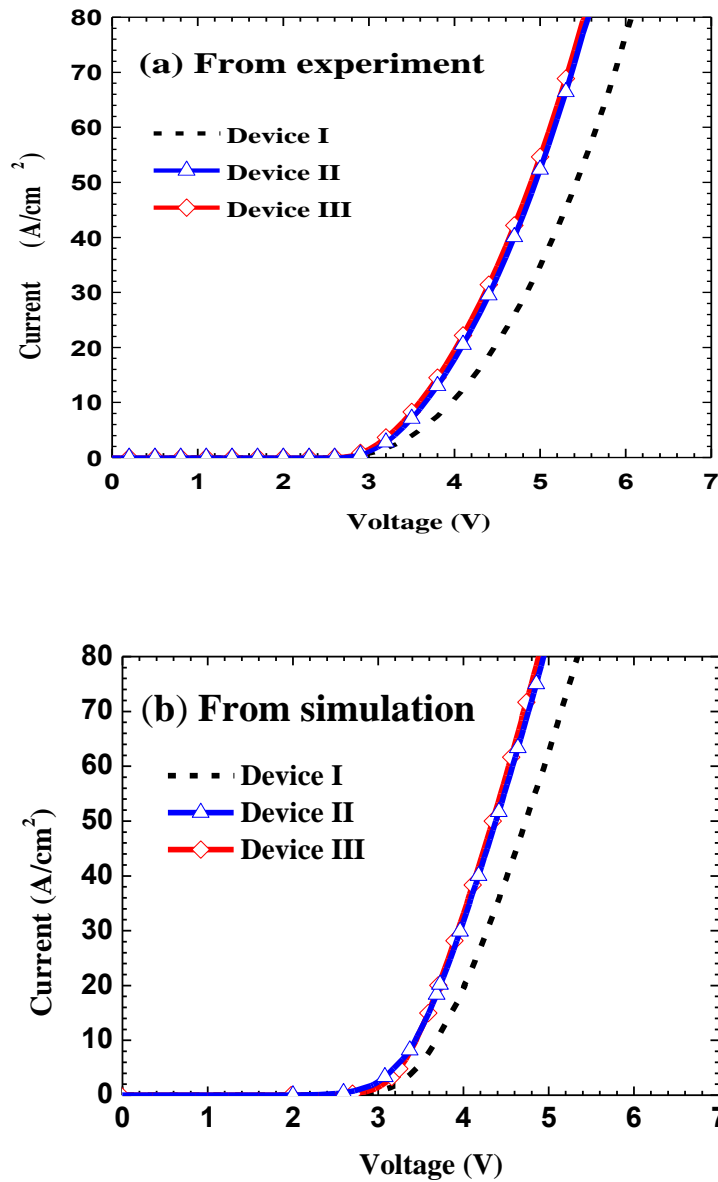 80
(a) From experiment
70
60
Device I
50
Device II
Device III
40
30
20
10
0
0 1 2 3 4 5 6 7
Current ((A/cm 2)
Voltage (V)
80
(b) From simulation
70
60
Device I
Device II
50
Device III
40
30
20
10
0
0 1 2 3 4 5 6 7
Current (A/cm2)
Voltage (V)